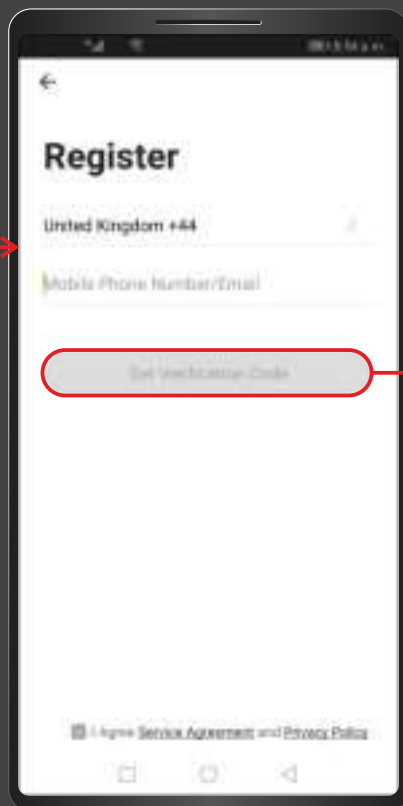 Register
United Kingdom +44
Mobile Phone Number/Email
Get Verification Code
I Agree Service Agreement and Privacy Policy